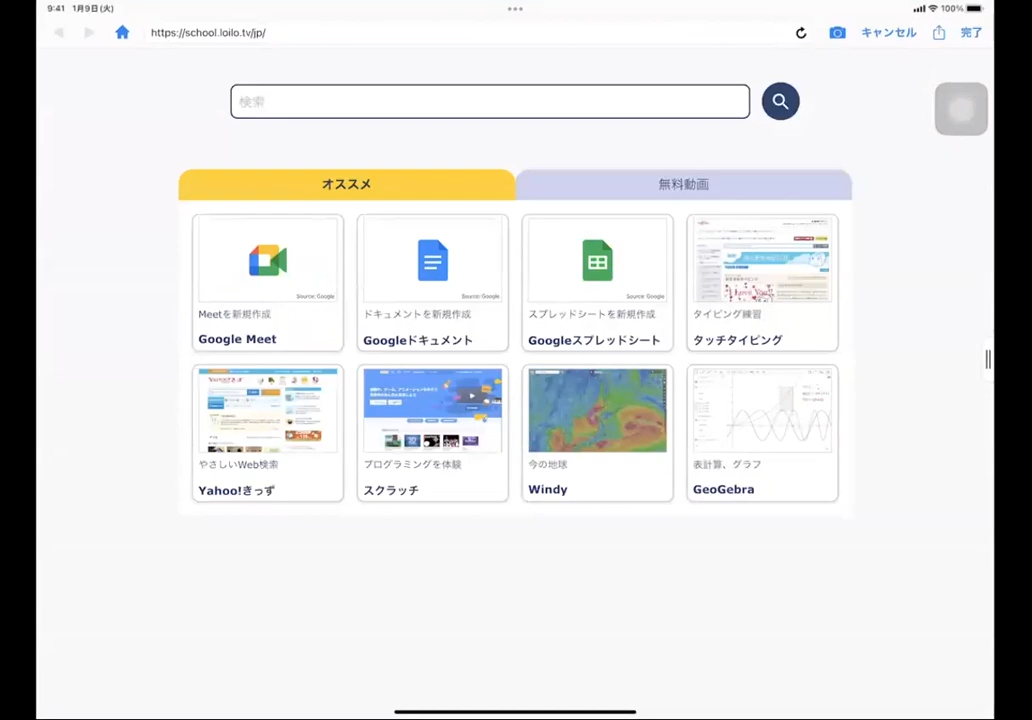 9:41 1月9日(火)
100%
https://school.loilo.tv/jp/
キャンセル
完了
検索
オススメ
無料動画
Source: Google
Source: Google
Source: Google
Meetを新規作成
ドキュメントを新規作成
スプレッドシートを新規作成
タイピング練習
Google Meet
Googleドキュメント
Googleスプレッドシート
タッチタイピング
やさしいWeb検索
プログラミングを体験
今の地球
表計算、グラフ
Yahoo!きっず
スクラッチ
Windy
GeoGebra